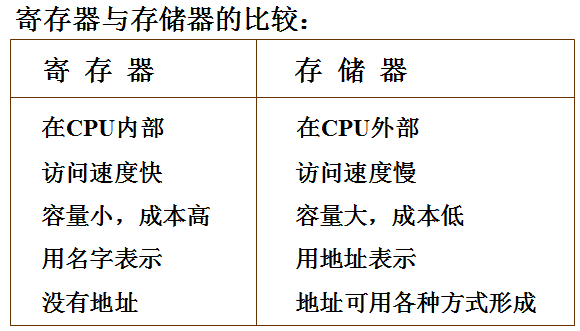 寄存器与存储器的比较：
寄 存 器 存 储 器
在CPU内部 在CPU外部
访问速度快 访问速度慢
容量小，成本高 容量大，成本低
用名字表示 用地址表示
没有地址 地址可用各种方式形成